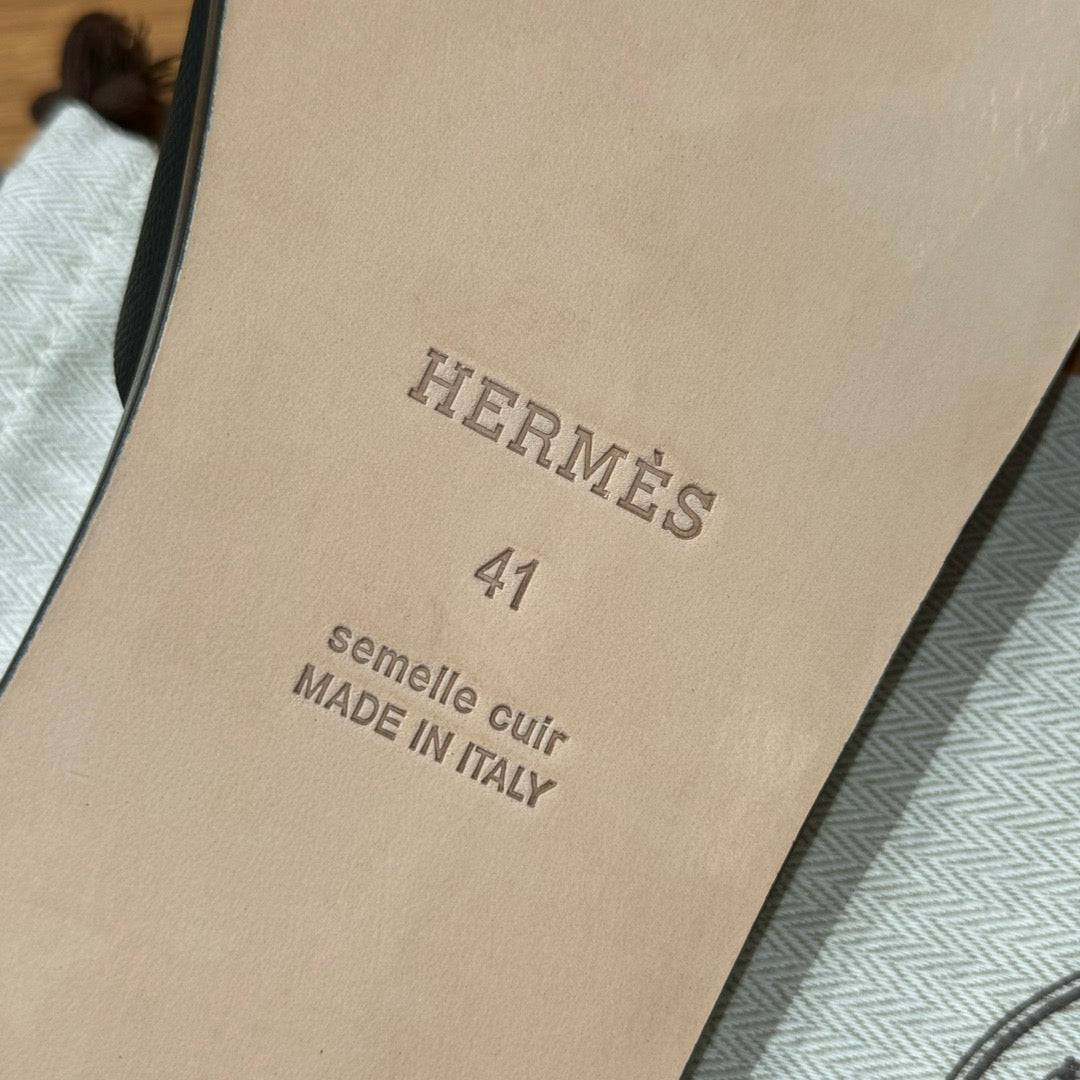 HERMÈS
41
semelle cuir
MADE IN ITALY